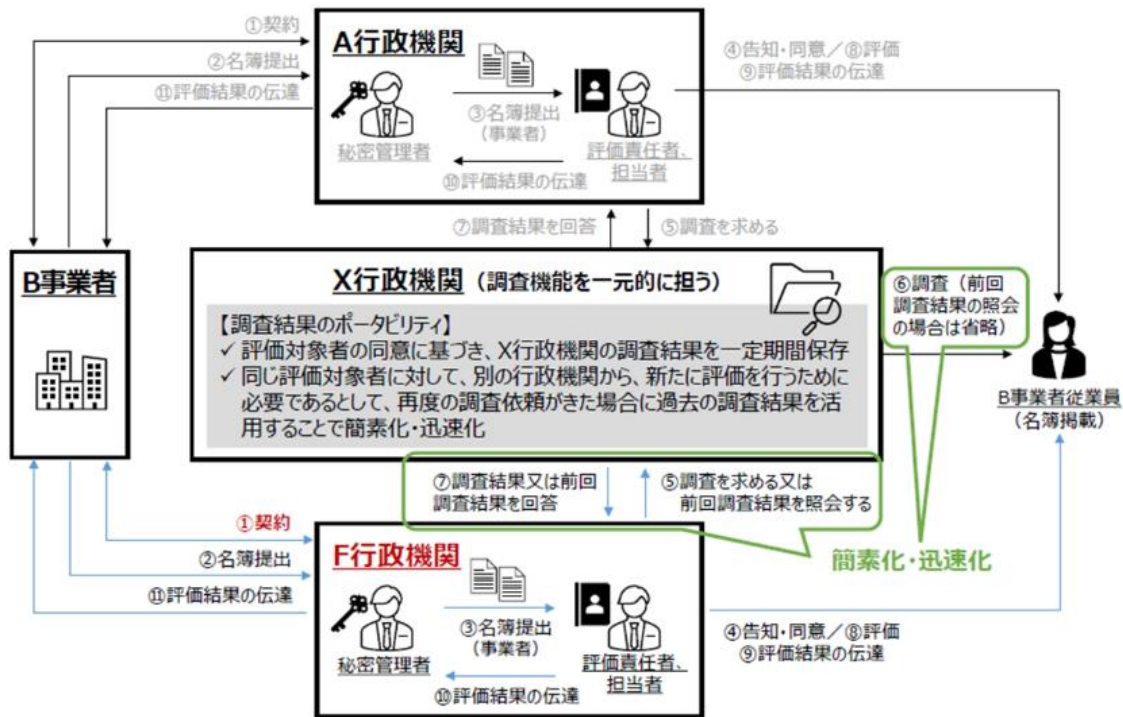 ①契約
②名簿提出
⑪評価結果の伝達
A行政機関
③名簿提出
(事業者)
秘密管理者
評価責任者、
担当者
⑩評価結果の伝達
④告知・同意／⑧評価
⑨評価結果の伝達
⑦調査結果を回答
⑤調査を求める
B事業者
X行政機関（調査機能を一元的に担う）
【調査結果のポータビリティ】
✓ 評価対象者の同意に基づき、X行政機関の調査結果を一定期間保存
✓ 同じ評価対象者に対して、別の行政機関から、新たに評価を行うために
必要であるとして、再度の調査依頼がきた場合に過去の調査結果を活
用することで簡素化・迅速化
⑥調査（前回
調査結果の照会
の場合は省略）
B事業者従業員
（名簿掲載）
⑦調査結果又は前回
調査結果を回答
⑤調査を求める又は
前回調査結果を照会する
簡素化・迅速化
①契約
②名簿提出
⑪評価結果の伝達
F行政機関
③名簿提出
(事業者)
秘密管理者
評価責任者、
担当者
⑩評価結果の伝達
④告知・同意／⑧評価
⑨評価結果の伝達